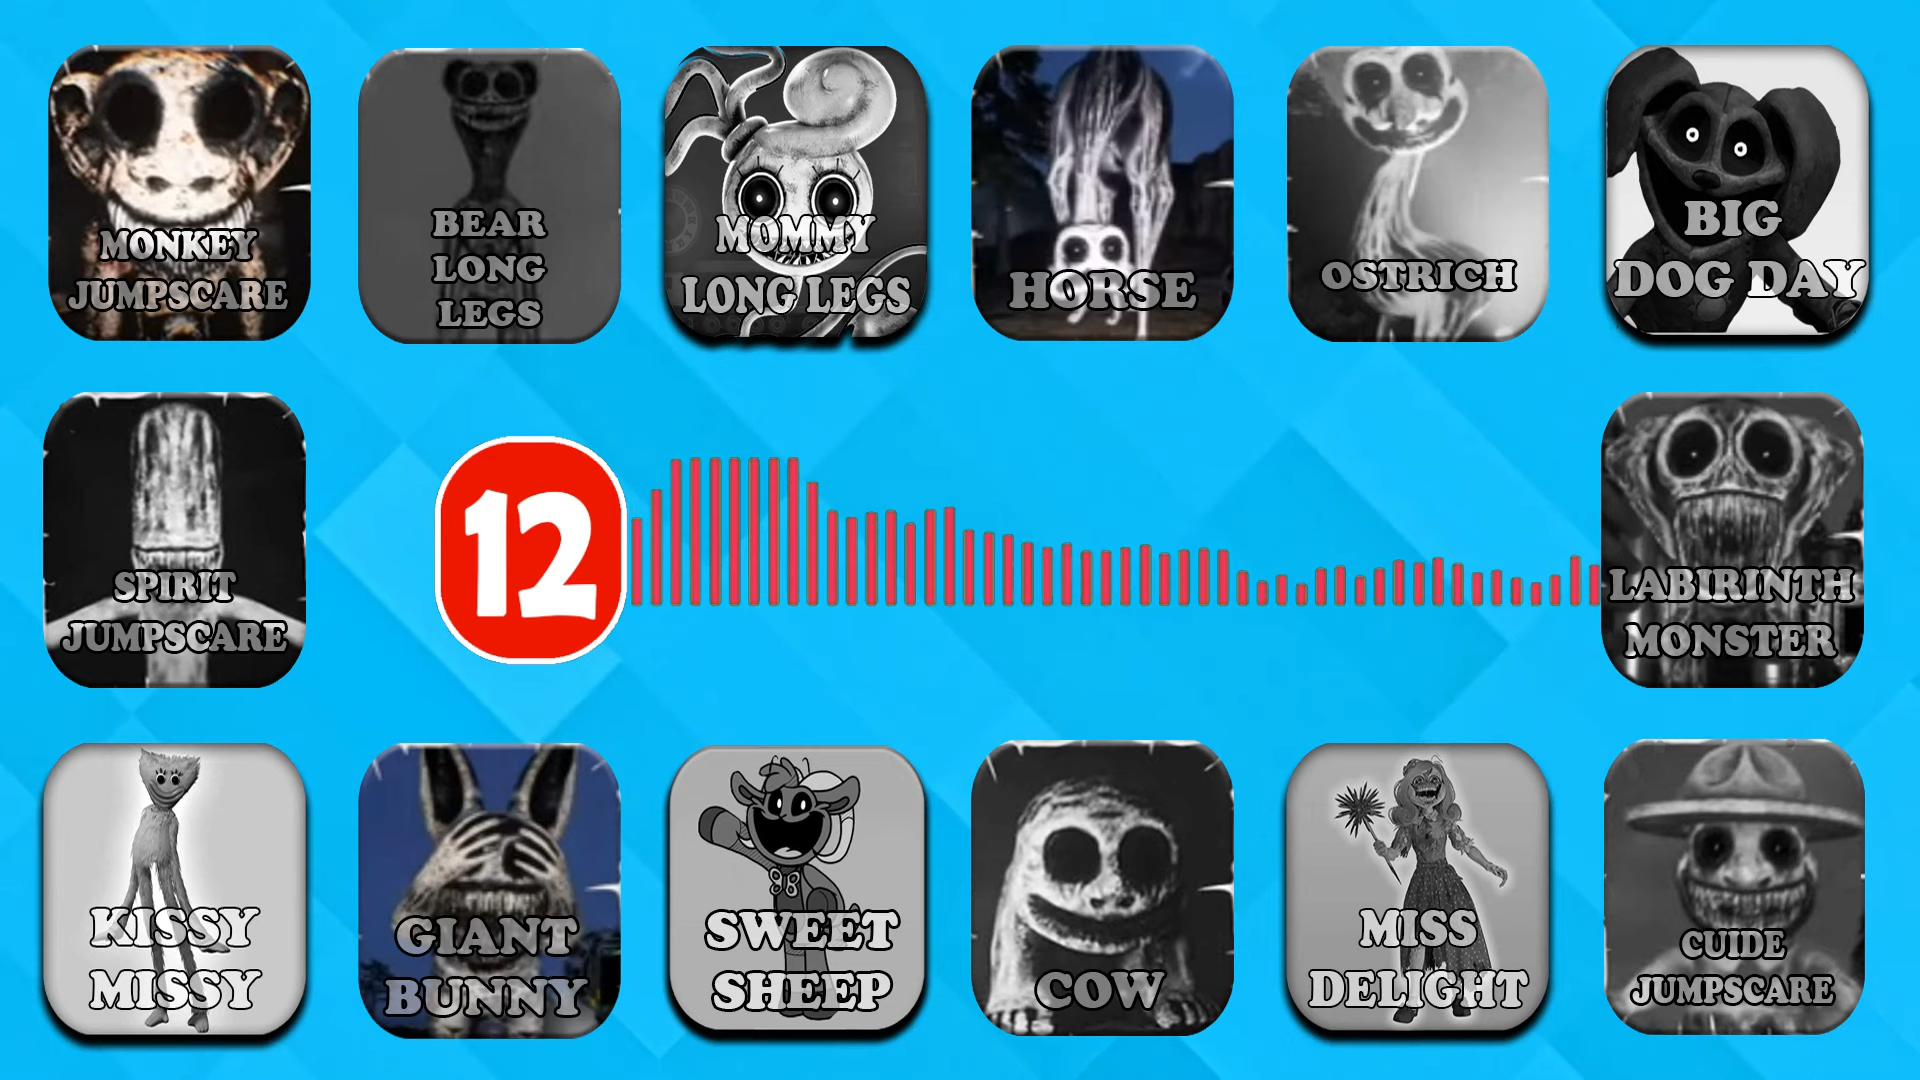 MONKEY
JUMPSCARE
BEAR
LONG
LEGS
MOMMY
LONG LEGS
HORSE
OSTRICH
BIG
DOG DAY
SPIRIT
JUMPSCARE
12
LABIRINTH
MONSTER
KISSY
MISSY
GIANT
BUNNY
SWEET
SHEEP
COW
MISS
DELIGHT
CUIDE
JUMPSCARE